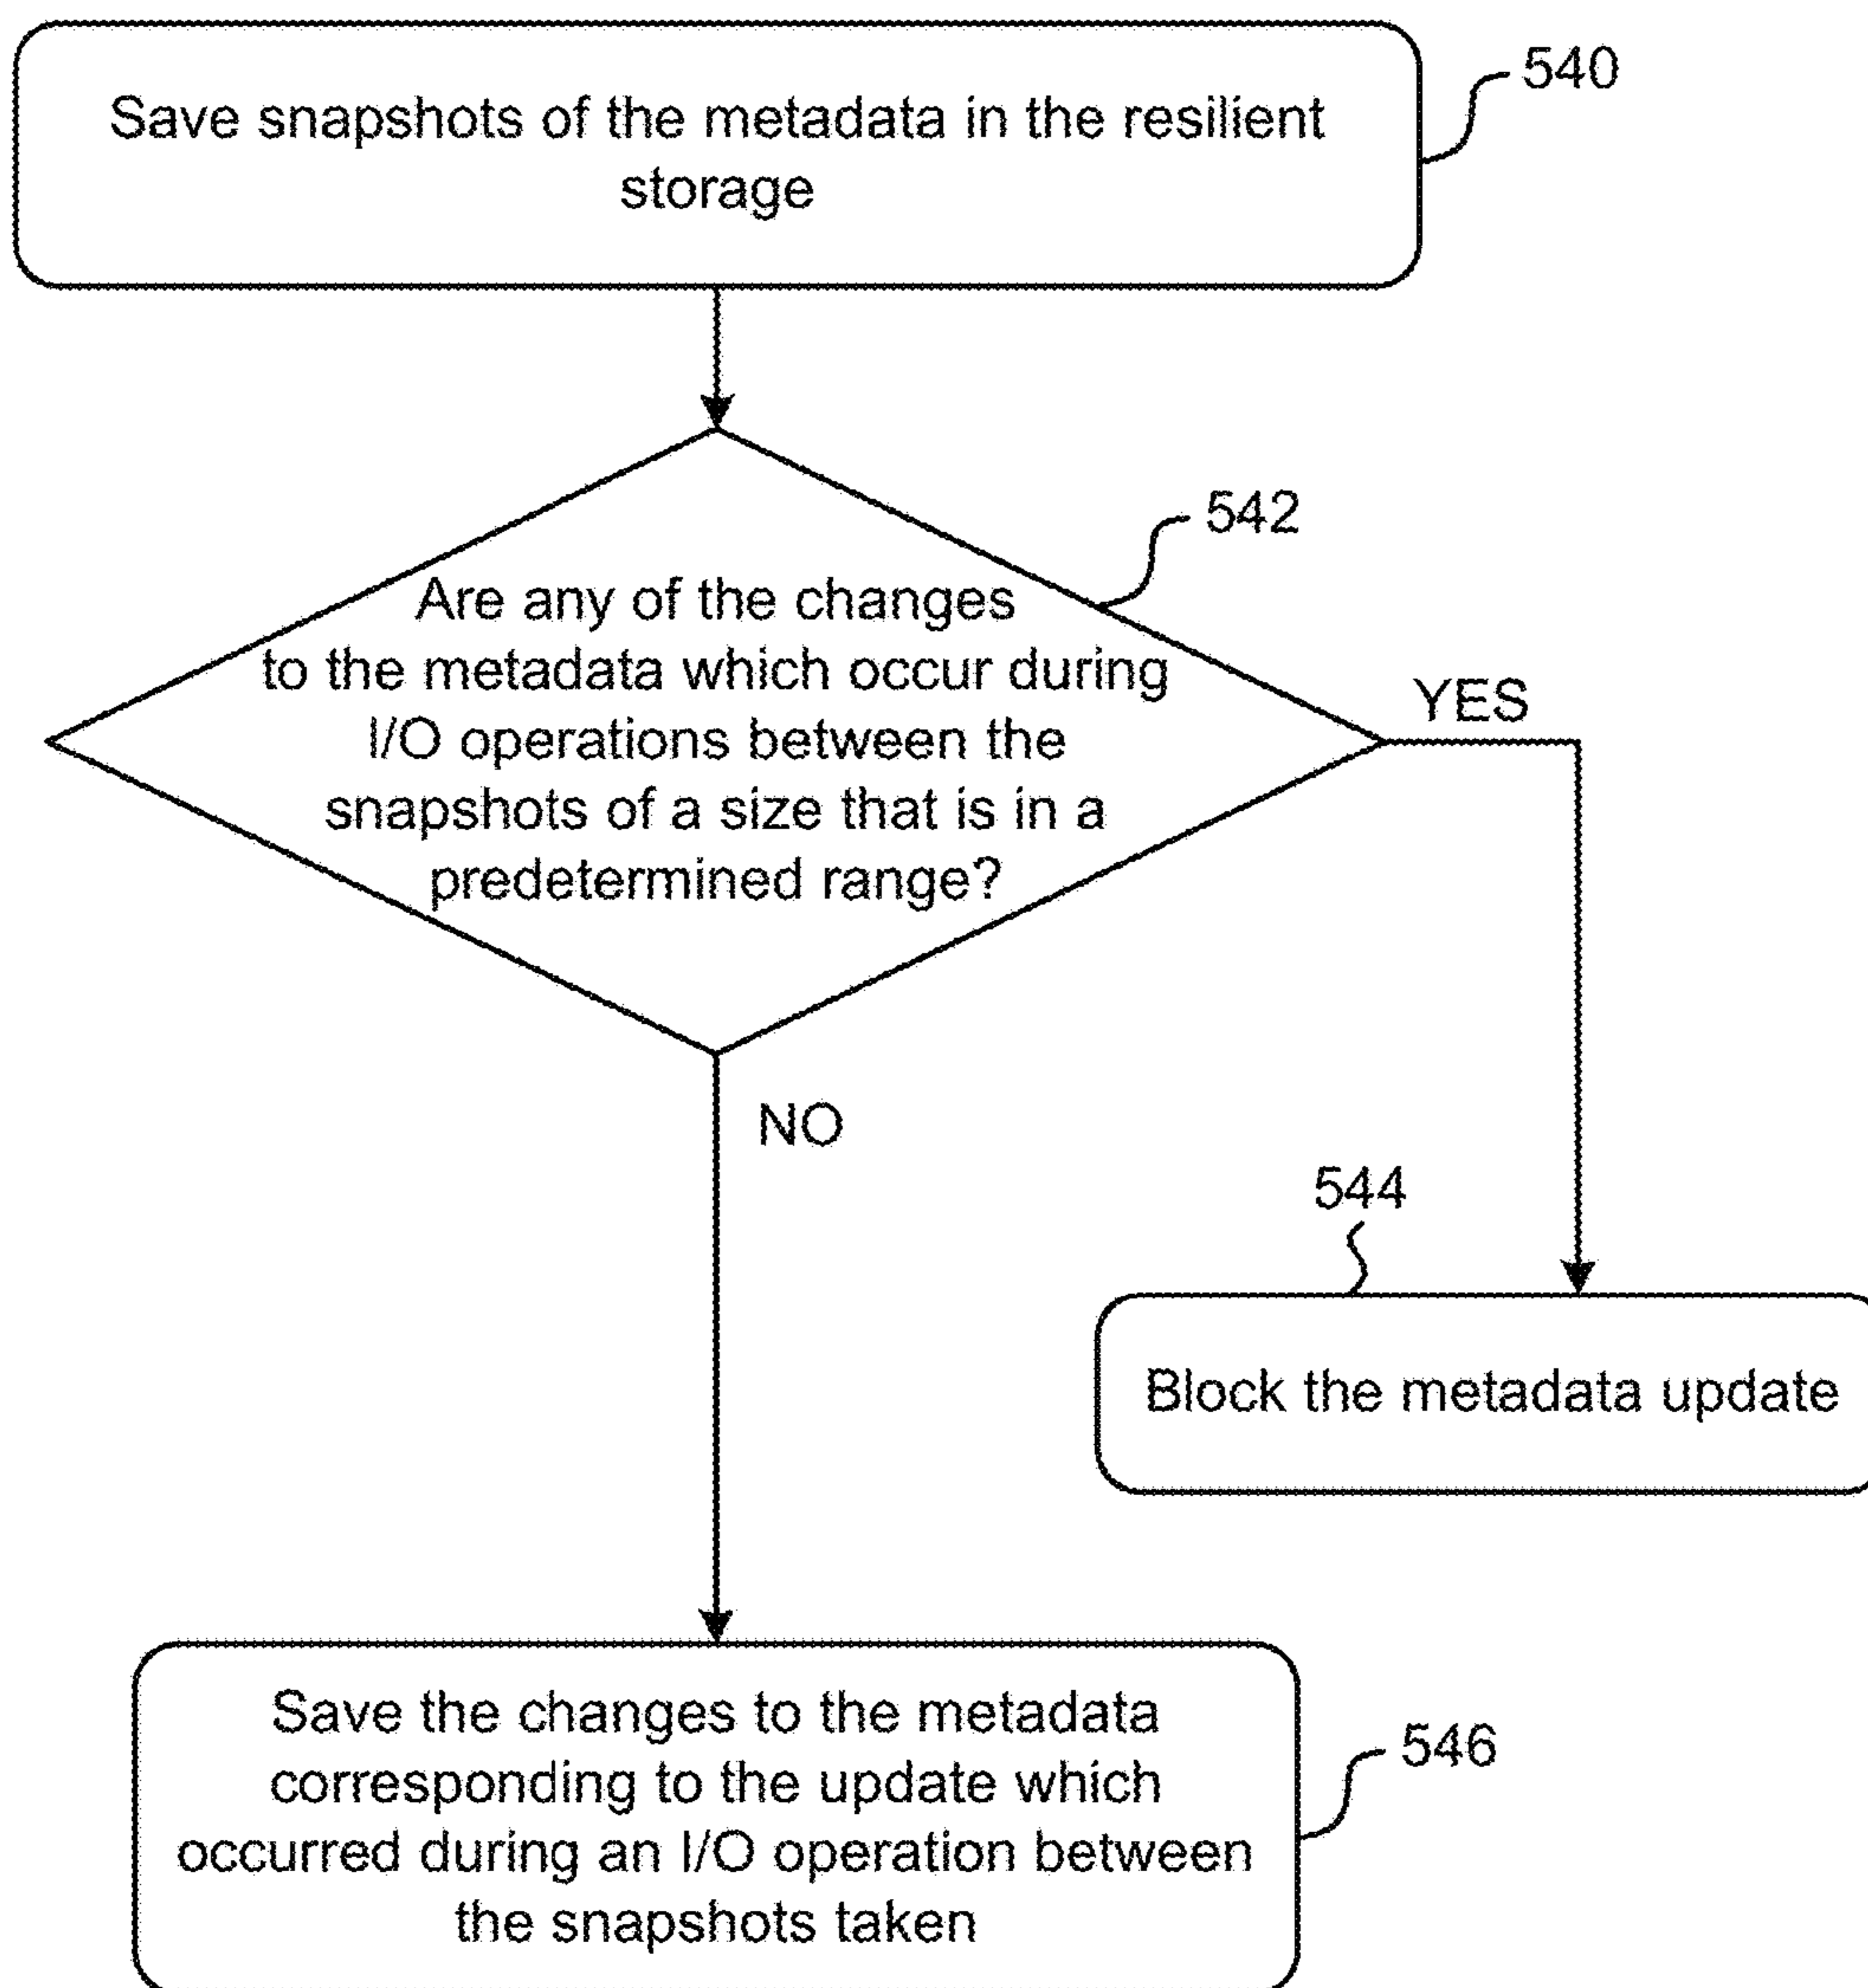 Save snapshots of the metadata in the resilient
storage
540
542
Are any of the changes
to the metadata which occur during
I/O operations between the
snapshots of a size that is in a
predetermined range?
YES
NO
544
Block the metadata update
Save the changes to the metadata
corresponding to the update which
occurred during an I/O operation between
the snapshots taken
546